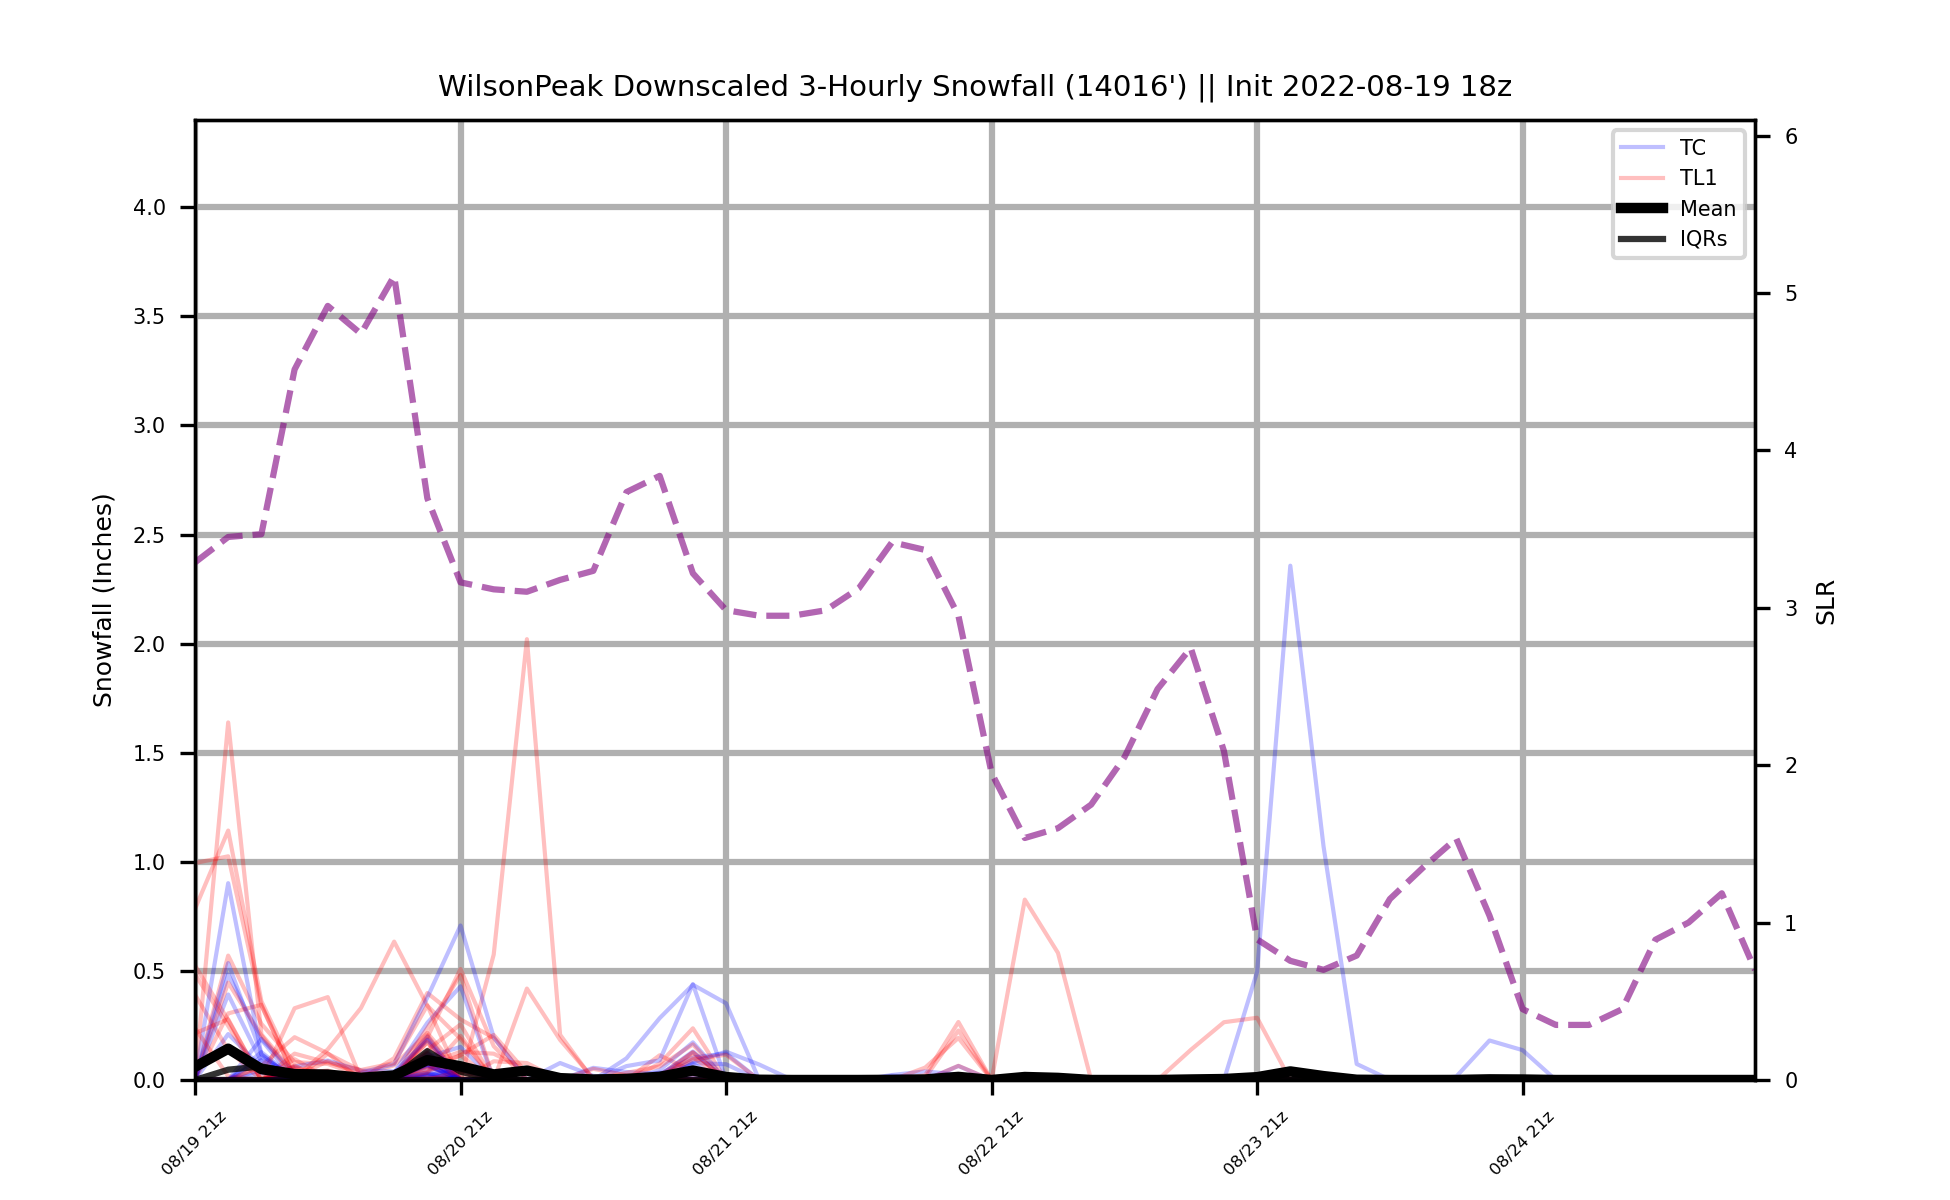 WilsonPeak Downscaled 3-Hourly Snowfall (14016') || Init 2022-08-19 18z
TC
TL1
Mean
IQRs
Snowfall (Inches)
4.0
3.5
3.0
2.5
2.0
1.5
1.0
0.5
0.0
6
5
4
3
2
1
0
SLR
08/19 21z
08/20 21z
08/21 21z
08/22 21z
08/23 21z
08/24 21z